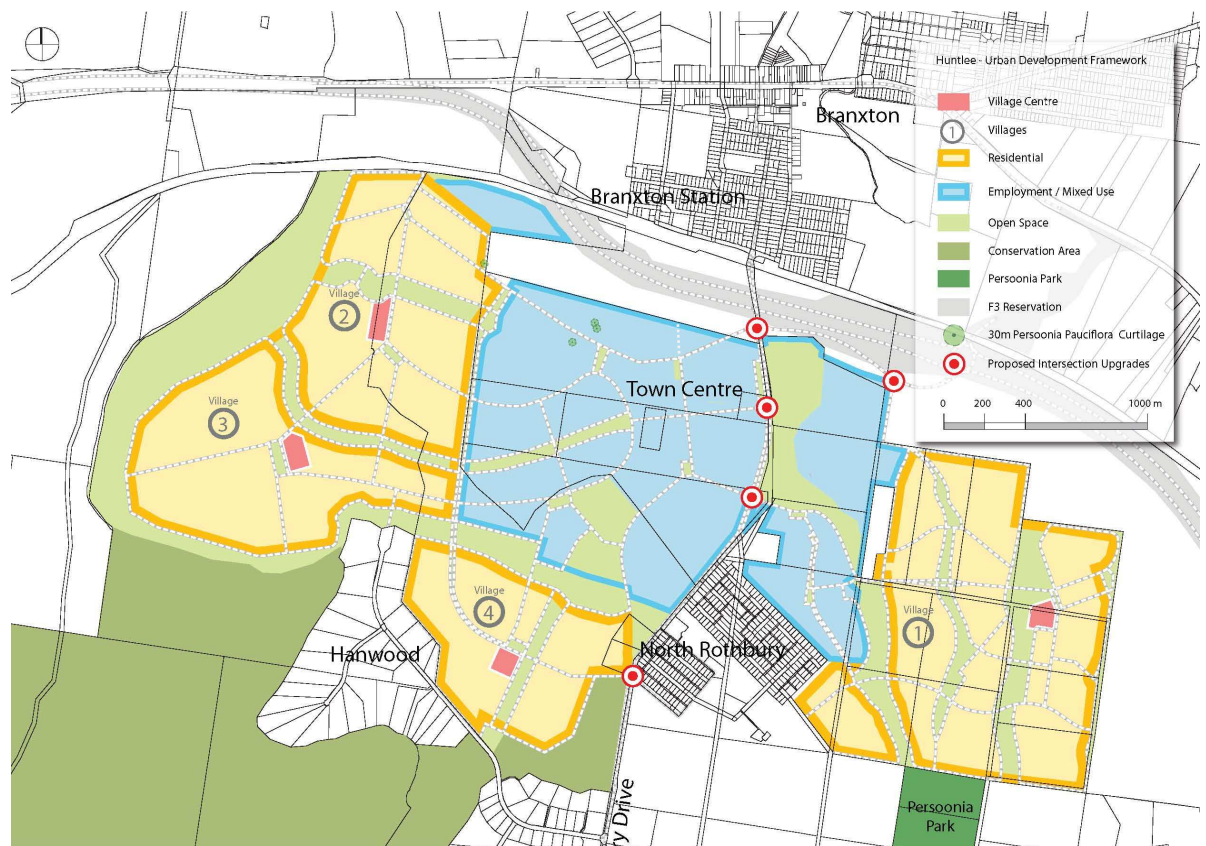 Huntlee - Urban Development Framework
Village Centre
1
Villages
Residential
Employment / Mixed Use
Open Space
Conservation Area
Persoonia Park
F3 Reservation
30m Persoonia Pauciflora Curtilage
Proposed Intersection Upgrades
0 200 400 1000 m
Branxton
Branxton Station
Village
2
Town Centre
Village
3
Village
4
Village
1
Hanwood
North Rothbury
ry Drive
Persoonia
Park